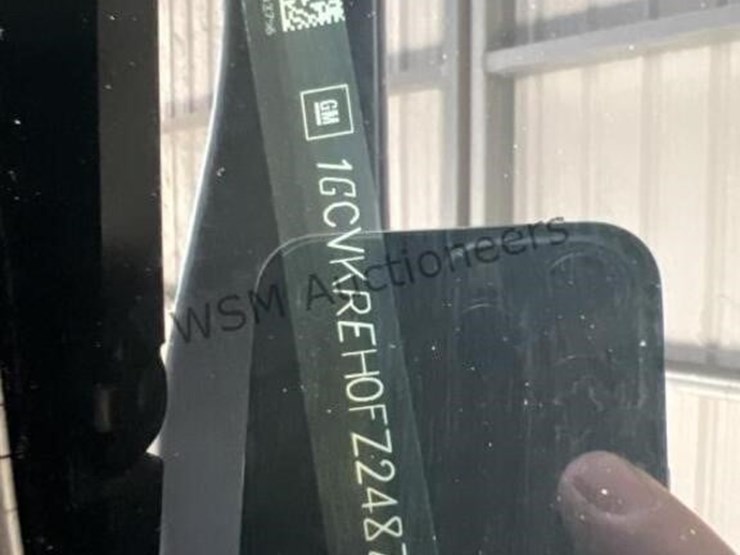 GM
1GCVKREH0FZ248
WSM Auctioneers